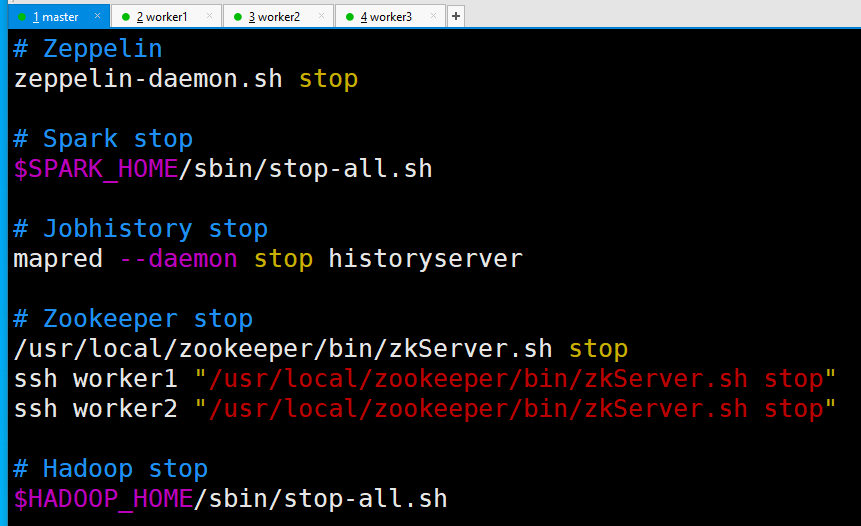 1 master × 2 worker1 × 3 worker2 × 4 worker3 × +
# Zeppelin
zeppelin-daemon.sh stop
# Spark stop
$SPARK_HOME/sbin/stop-all.sh
# Jobhistory stop
mapred --daemon stop historyserver
# Zookeeper stop
/usr/local/zookeeper/bin/zkServer.sh stop
ssh worker1 "/usr/local/zookeeper/bin/zkServer.sh stop"
ssh worker2 "/usr/local/zookeeper/bin/zkServer.sh stop"
# Hadoop stop
$HADOOP_HOME/sbin/stop-all.sh